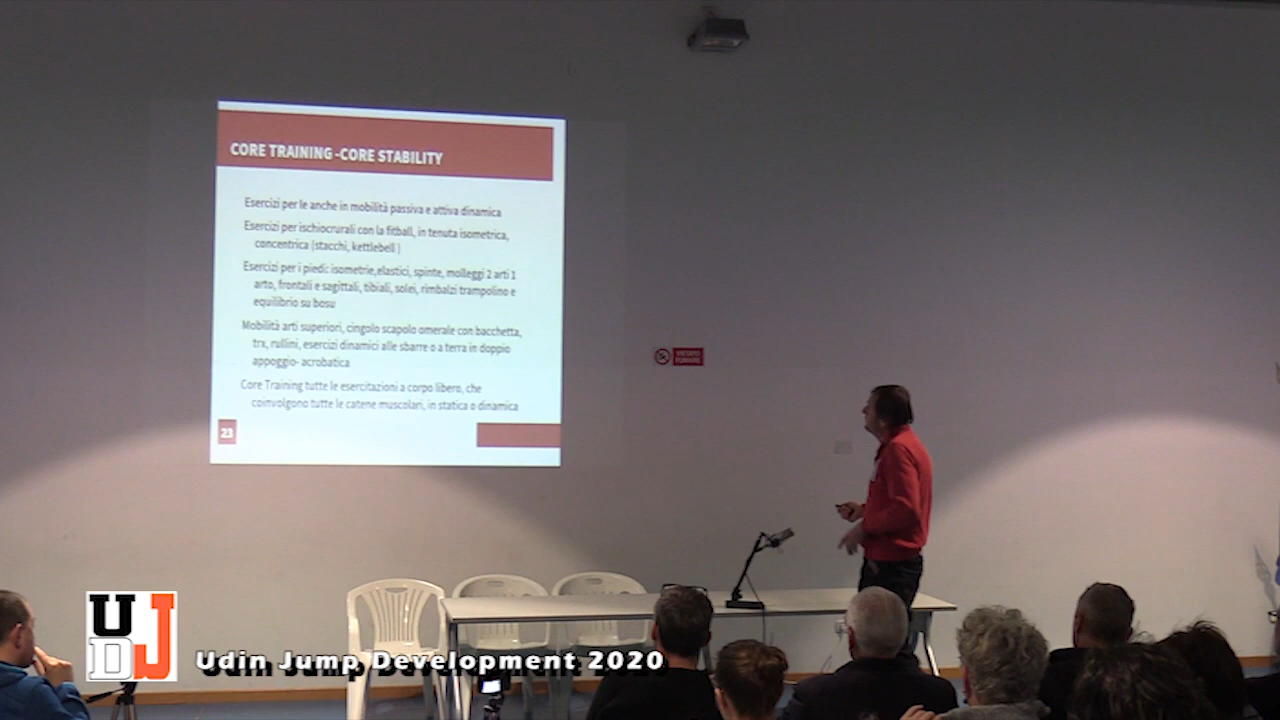 CORE TRAINING -CORE STABILITY
Esercizi per le anche in mobilità passiva e attiva dinamica
Esercizi per ischiocrurali con la fitball, in tenuta isometrica,
concentrica (stacchi, kettlebell )
Esercizi per i piedi: isometrie,elastici, spinte, molleggi 2 arti 1
arto, frontali e sagittali, tibiali, solei, rimbalzi trampolino e
equilibrio su bosu
Mobilità arti superiori, cingolo scapolo omerale con bacchetta,
trx, rullini, esercizi dinamici alle sbarre o a terra in doppio
appoggio- acrobatica
Core Training tutte le esercitazioni a corpo libero, che
coinvolgono tutte le catene muscolari, in statica o dinamica
23
VIETATO
FUMARE
UDJ
Udin Jump Development 2020